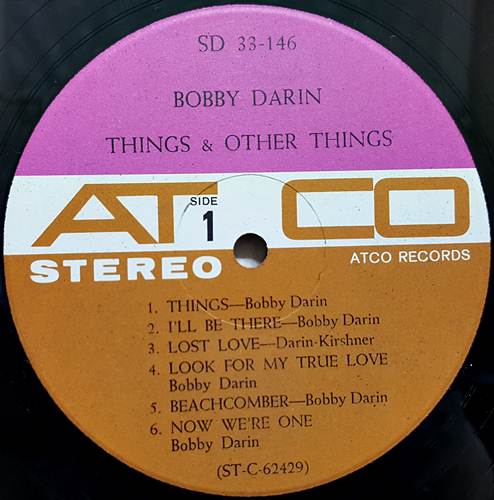 SD 33-146
BOBBY DARIN
THINGS & OTHER THINGS
ATCO
SIDE
1
STEREO
ATCO RECORDS
1. THINGS—Bobby Darin
2. I'LL BE THERE—Bobby Darin
3. LOST LOVE—Darin-Kirshner
4. LOOK FOR MY TRUE LOVE
Bobby Darin
5. BEACHCOMBER—Bobby Darin
6. NOW WE'RE ONE
Bobby Darin
(ST-C-62429)